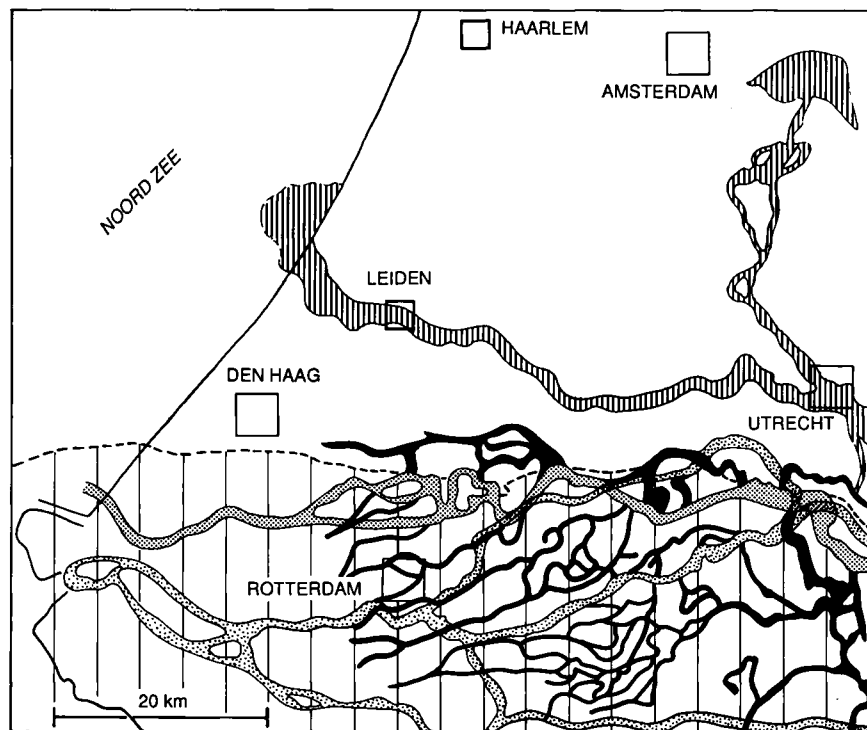 HAARLEM
AMSTERDAM
NOORD ZEE
LEIDEN
DEN HAAG
UTRECHT
ROTTERDAM
20 km